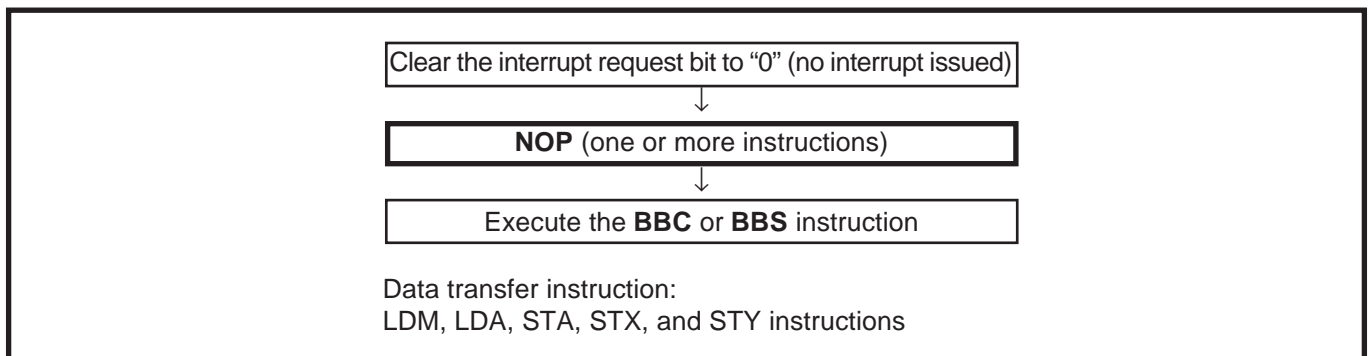 Clear the interrupt request bit to “0” (no interrupt issued)
↓
NOP (one or more instructions)
↓
Execute the BBC or BBS instruction
Data transfer instruction:
LDM, LDA, STA, STX, and STY instructions